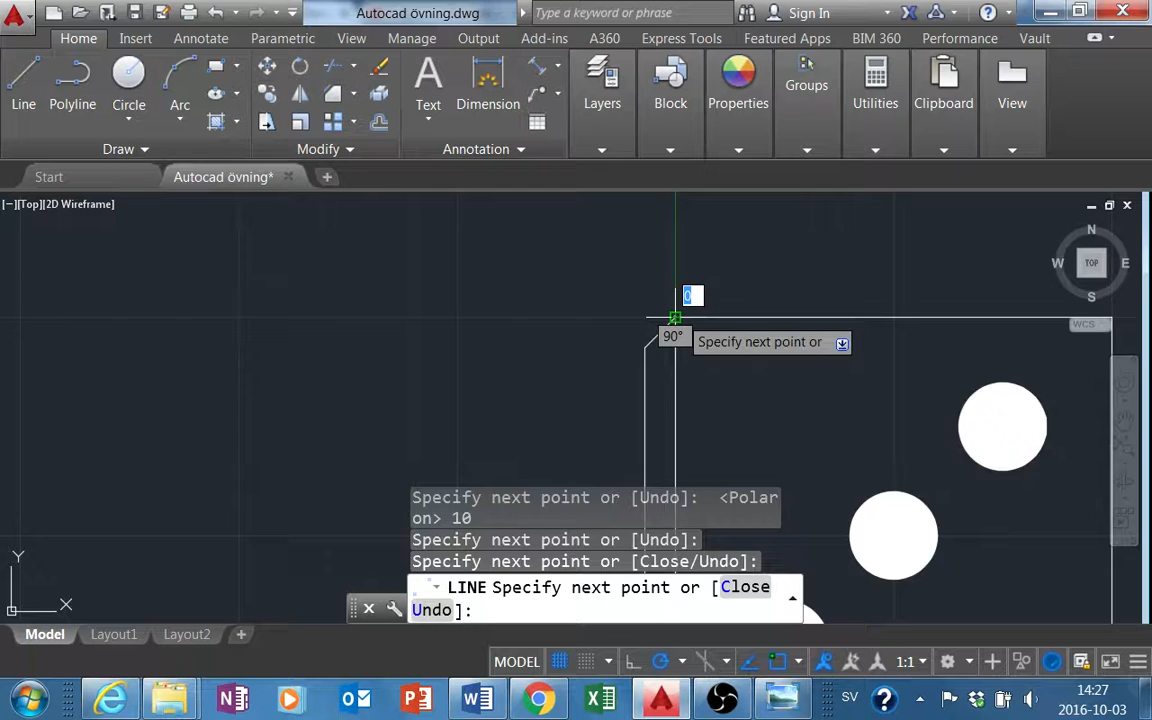 Autocad övning.dwg
Type a keyword or phrase
Sign In
Home Insert Annotate Parametric View Manage Output Add-ins A360 Express Tools Featured Apps BIM 360 Performance Vault
Line Polyline Circle Arc Text Dimension Layers Block Properties Groups Utilities Clipboard View
Draw Modify Annotation
Start Autocad övning*
[−][Top][2D Wireframe]
N
W TOP E
S
WCS
0
90° Specify next point or
Specify next point or [Undo]: <Polar
on> 10
Specify next point or [Undo]:
Specify next point or [Close/Undo]:
LINE Specify next point or [Close
Undo]:
Y
X
Model Layout1 Layout2
MODEL 1:1
SV
14:27
2016-10-03